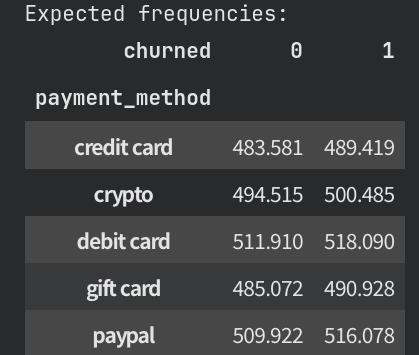 Expected frequencies:
churned 0 1
payment_method
credit card 483.581 489.419
crypto 494.515 500.485
debit card 511.910 518.090
gift card 485.072 490.928
paypal 509.922 516.078